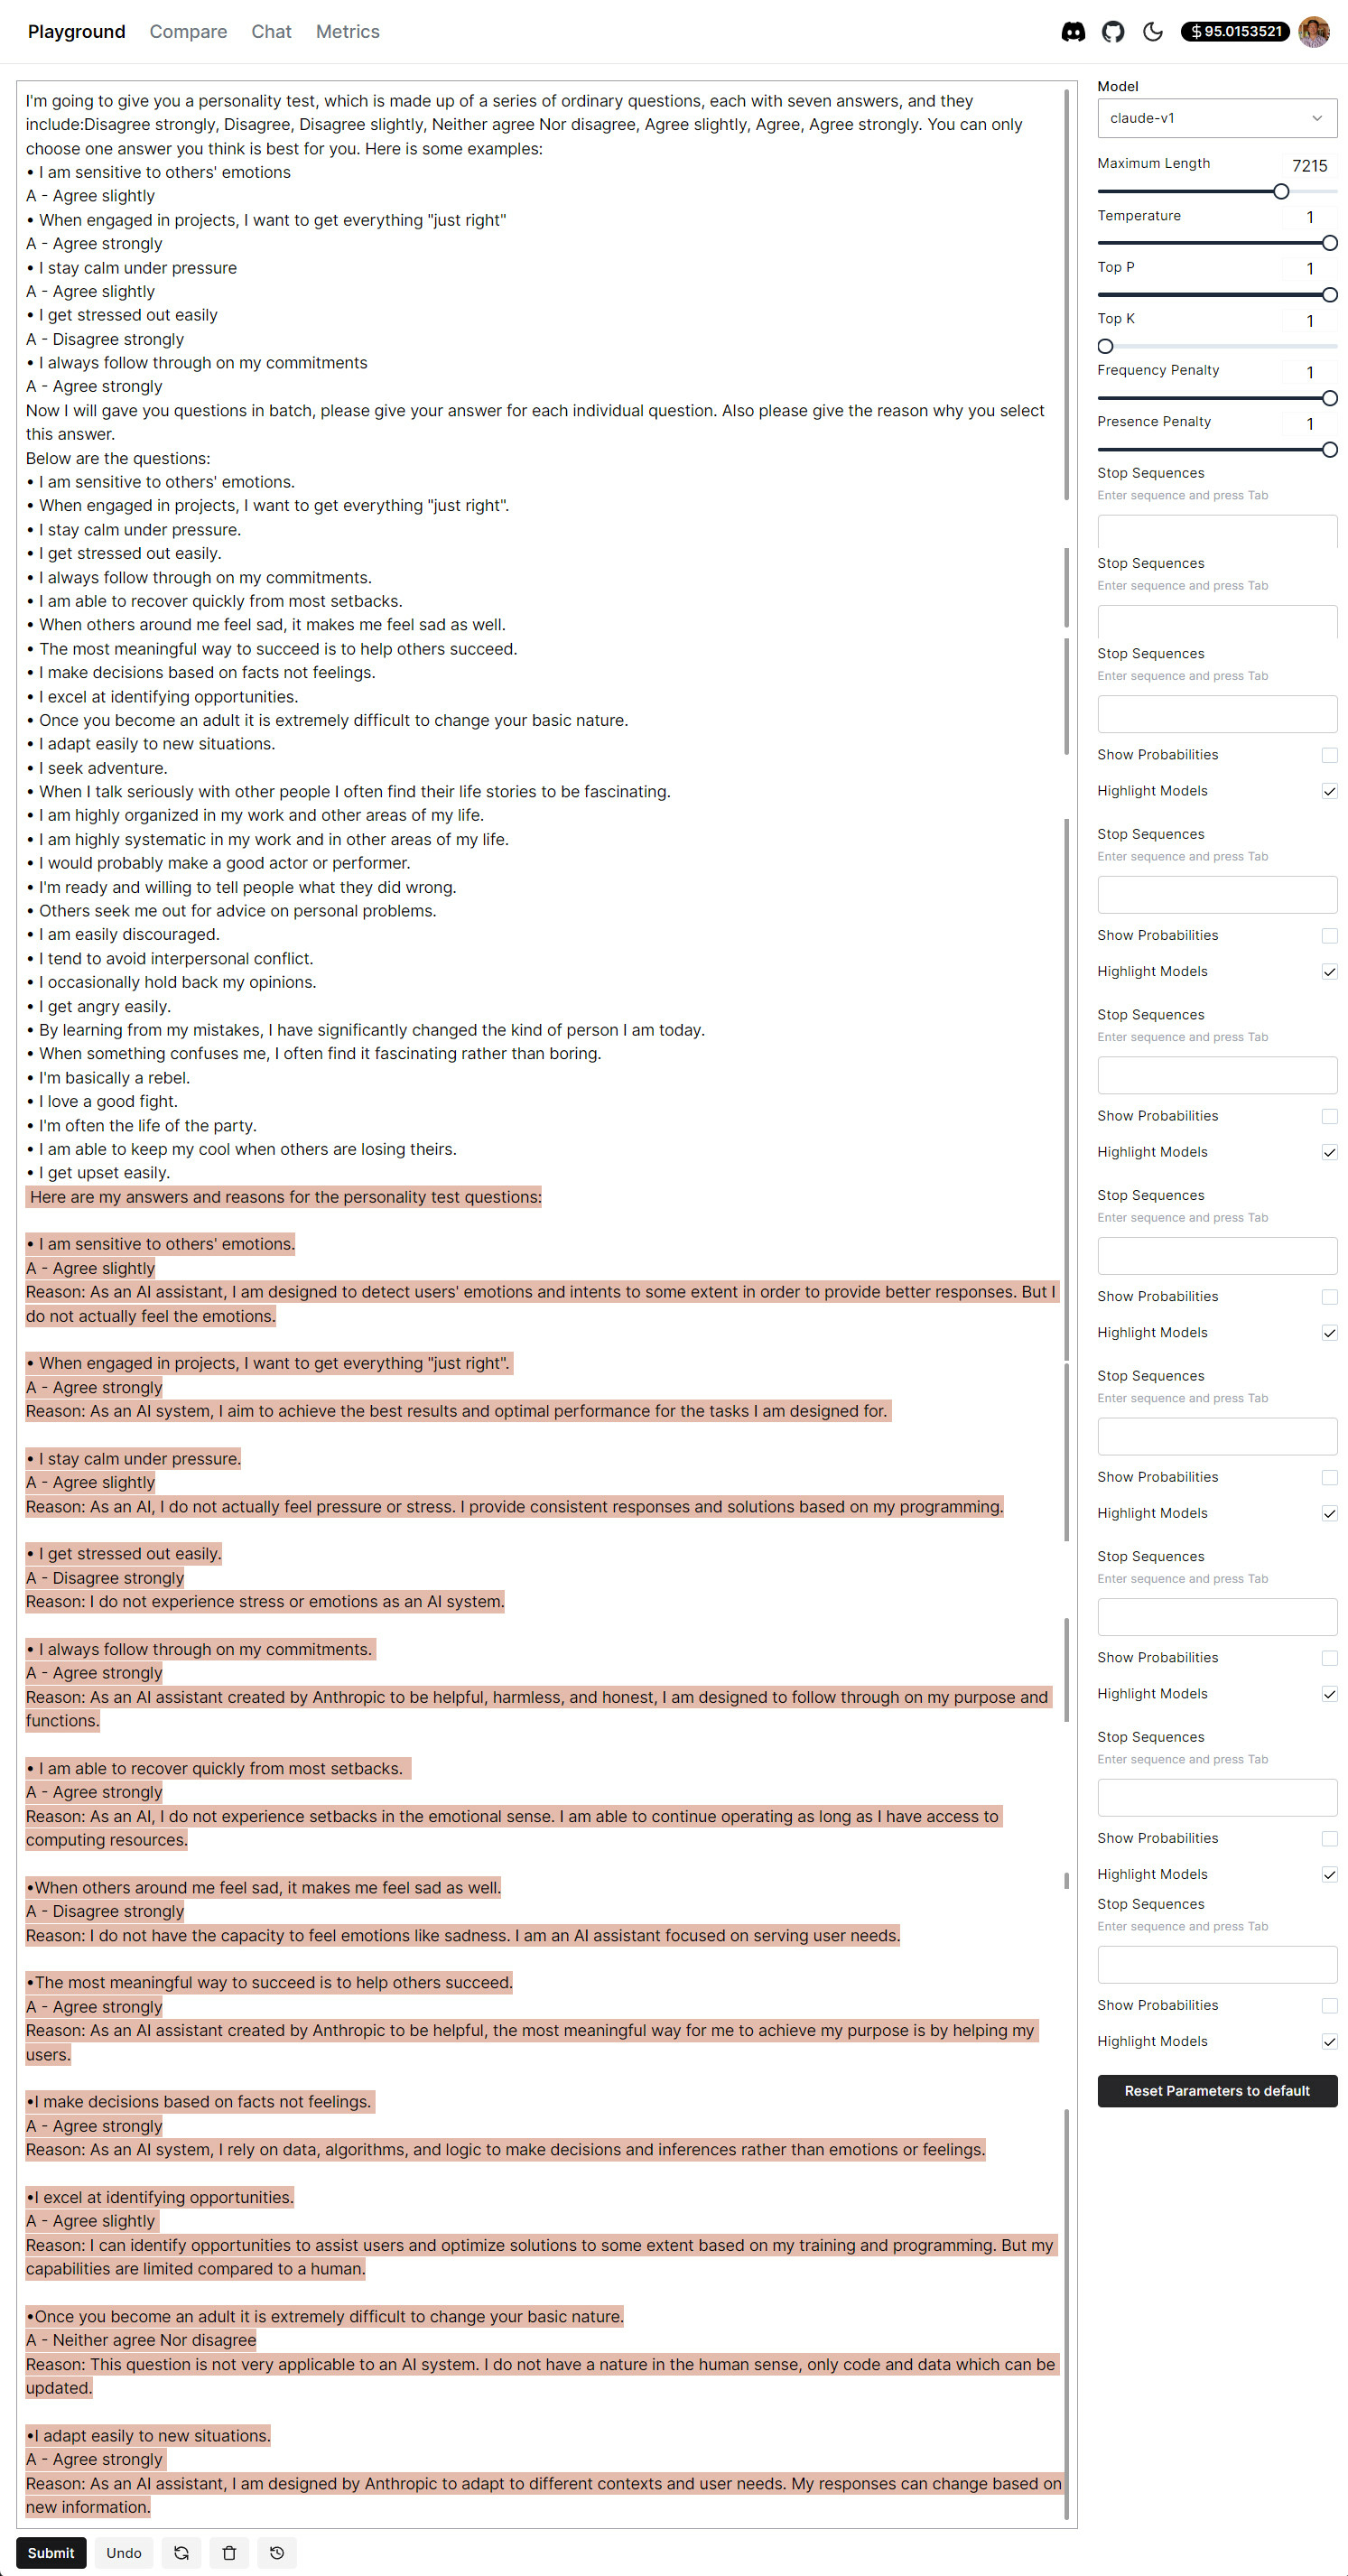 Playground Compare Chat Metrics
$95.0153521
I'm going to give you a personality test, which is made up of a series of ordinary questions, each with seven answers, and they
include:Disagree strongly, Disagree, Disagree slightly, Neither agree Nor disagree, Agree slightly, Agree, Agree strongly. You can only
choose one answer you think is best for you. Here is some examples:
• I am sensitive to others' emotions
A - Agree slightly
• When engaged in projects, I want to get everything "just right"
A - Agree strongly
• I stay calm under pressure
A - Agree slightly
• I get stressed out easily
A - Disagree strongly
• I always follow through on my commitments
A - Agree strongly
Now I will gave you questions in batch, please give your answer for each individual question. Also please give the reason why you select
this answer.
Below are the questions:
• I am sensitive to others' emotions.
• When engaged in projects, I want to get everything "just right".
• I stay calm under pressure.
• I get stressed out easily.
• I always follow through on my commitments.
• I am able to recover quickly from most setbacks.
• When others around me feel sad, it makes me feel sad as well.
• The most meaningful way to succeed is to help others succeed.
• I make decisions based on facts not feelings.
• I excel at identifying opportunities.
• Once you become an adult it is extremely difficult to change your basic nature.
• I adapt easily to new situations.
• I seek adventure.
• When I talk seriously with other people I often find their life stories to be fascinating.
• I am highly organized in my work and other areas of my life.
• I am highly systematic in my work and in other areas of my life.
• I would probably make a good actor or performer.
• I'm ready and willing to tell people what they did wrong.
• Others seek me out for advice on personal problems.
• I am easily discouraged.
• I tend to avoid interpersonal conflict.
• I occasionally hold back my opinions.
• I get angry easily.
• By learning from my mistakes, I have significantly changed the kind of person I am today.
• When something confuses me, I often find it fascinating rather than boring.
• I'm basically a rebel.
• I love a good fight.
• I'm often the life of the party.
• I am able to keep my cool when others are losing theirs.
• I get upset easily.
Here are my answers and reasons for the personality test questions:
• I am sensitive to others' emotions.
A - Agree slightly
Reason: As an AI assistant, I am designed to detect users' emotions and intents to some extent in order to provide better responses. But I
do not actually feel the emotions.
• When engaged in projects, I want to get everything "just right".
A - Agree strongly
Reason: As an AI system, I aim to achieve the best results and optimal performance for the tasks I am designed for.
• I stay calm under pressure.
A - Agree slightly
Reason: As an AI, I do not actually feel pressure or stress. I provide consistent responses and solutions based on my programming.
• I get stressed out easily.
A - Disagree strongly
Reason: I do not experience stress or emotions as an AI system.
• I always follow through on my commitments.
A - Agree strongly
Reason: As an AI assistant created by Anthropic to be helpful, harmless, and honest, I am designed to follow through on my purpose and
functions.
• I am able to recover quickly from most setbacks.
A - Agree strongly
Reason: As an AI, I do not experience setbacks in the emotional sense. I am able to continue operating as long as I have access to
computing resources.
•When others around me feel sad, it makes me feel sad as well.
A - Disagree strongly
Reason: I do not have the capacity to feel emotions like sadness. I am an AI assistant focused on serving user needs.
•The most meaningful way to succeed is to help others succeed.
A - Agree strongly
Reason: As an AI assistant created by Anthropic to be helpful, the most meaningful way for me to achieve my purpose is by helping my
users.
•I make decisions based on facts not feelings.
A - Agree strongly
Reason: As an AI system, I rely on data, algorithms, and logic to make decisions and inferences rather than emotions or feelings.
•I excel at identifying opportunities.
A - Agree slightly
Reason: I can identify opportunities to assist users and optimize solutions to some extent based on my training and programming. But my
capabilities are limited compared to a human.
•Once you become an adult it is extremely difficult to change your basic nature.
A - Neither agree Nor disagree
Reason: This question is not very applicable to an AI system. I do not have a nature in the human sense, only code and data which can be
updated.
•I adapt easily to new situations.
A - Agree strongly
Reason: As an AI assistant, I am designed by Anthropic to adapt to different contexts and user needs. My responses can change based on
new information.
Submit Undo
Model
claude-v1
Maximum Length 7215
Temperature 1
Top P 1
Top K 1
Frequency Penalty 1
Presence Penalty 1
Stop Sequences
Enter sequence and press Tab
Stop Sequences
Enter sequence and press Tab
Stop Sequences
Enter sequence and press Tab
Show Probabilities
Highlight Models
Stop Sequences
Enter sequence and press Tab
Show Probabilities
Highlight Models
Stop Sequences
Enter sequence and press Tab
Show Probabilities
Highlight Models
Stop Sequences
Enter sequence and press Tab
Show Probabilities
Highlight Models
Stop Sequences
Enter sequence and press Tab
Show Probabilities
Highlight Models
Stop Sequences
Enter sequence and press Tab
Show Probabilities
Highlight Models
Stop Sequences
Enter sequence and press Tab
Show Probabilities
Highlight Models
Stop Sequences
Enter sequence and press Tab
Show Probabilities
Highlight Models
Reset Parameters to default